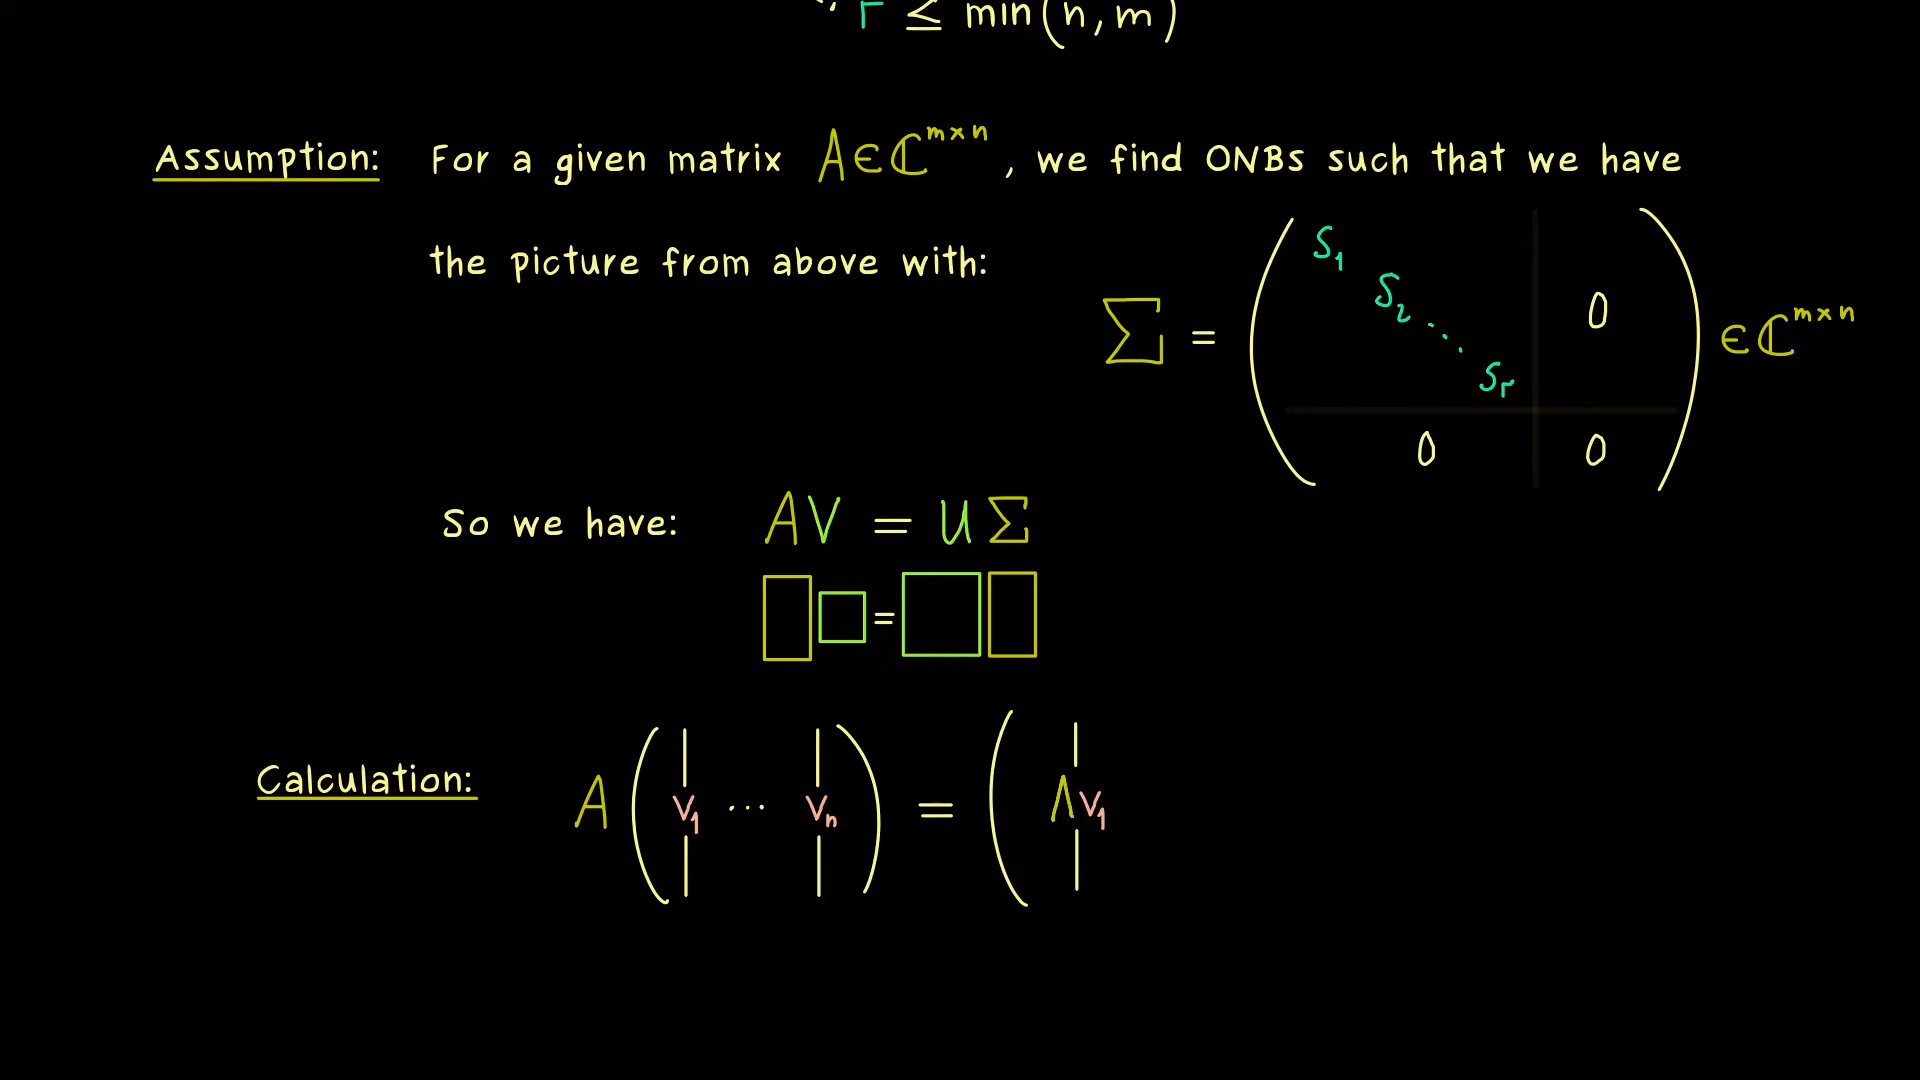 r ≤ min(n, m)
Assumption: For a given matrix A ∈ ℂ^{m×n}, we find ONBs such that we have
the picture from above with:
Σ = ( s₁ s₂ ⋱ sᵣ 0 0 0 ) ∈ ℂ^{m×n}
So we have: AV = UΣ
=
Calculation: A ( | v₁ | ⋯ | vₙ | ) = ( | Λv₁ |